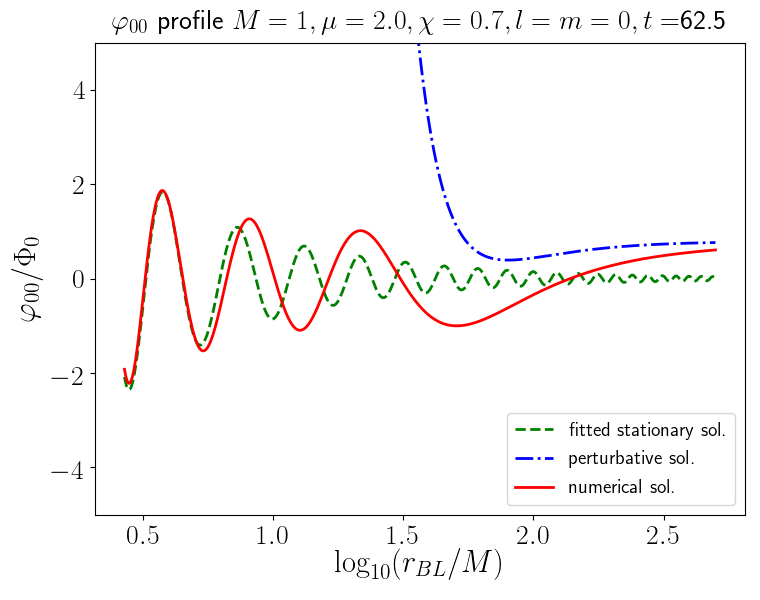 φ₀₀ profile M = 1, μ = 2.0, χ = 0.7, l = m = 0, t =62.5
φ₀₀/Φ₀
4
2
0
−2
−4
fitted stationary sol.
perturbative sol.
numerical sol.
0.5 1.0 1.5 2.0 2.5
log₁₀(r_BL/M)